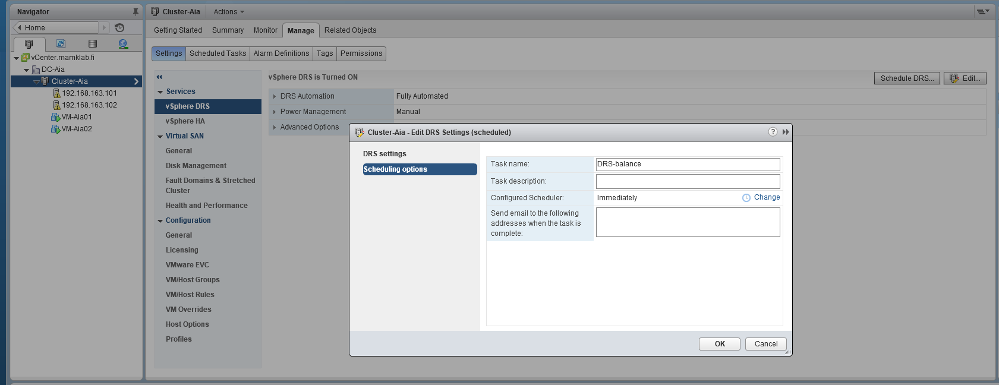 Navigator
Home
vCenter.mamklab.fi
DC-Aia
Cluster-Aia
192.168.163.101
192.168.163.102
VM-Aia01
VM-Aia02
Cluster-Aia Actions
Getting Started Summary Monitor Manage Related Objects
Settings Scheduled Tasks Alarm Definitions Tags Permissions
Services
vSphere DRS
vSphere HA
Virtual SAN
General
Disk Management
Fault Domains & Stretched
Cluster
Health and Performance
Configuration
General
Licensing
VMware EVC
VM/Host Groups
VM/Host Rules
VM Overrides
Host Options
Profiles
vSphere DRS is Turned ON
Schedule DRS... Edit...
DRS Automation Fully Automated
Power Management Manual
Advanced Options
Cluster-Aia - Edit DRS Settings (scheduled)
?
DRS settings
Scheduling options
Task name: DRS-balance
Task description:
Configured Scheduler: Immediately Change
Send email to the following
addresses when the task is
complete:
OK Cancel